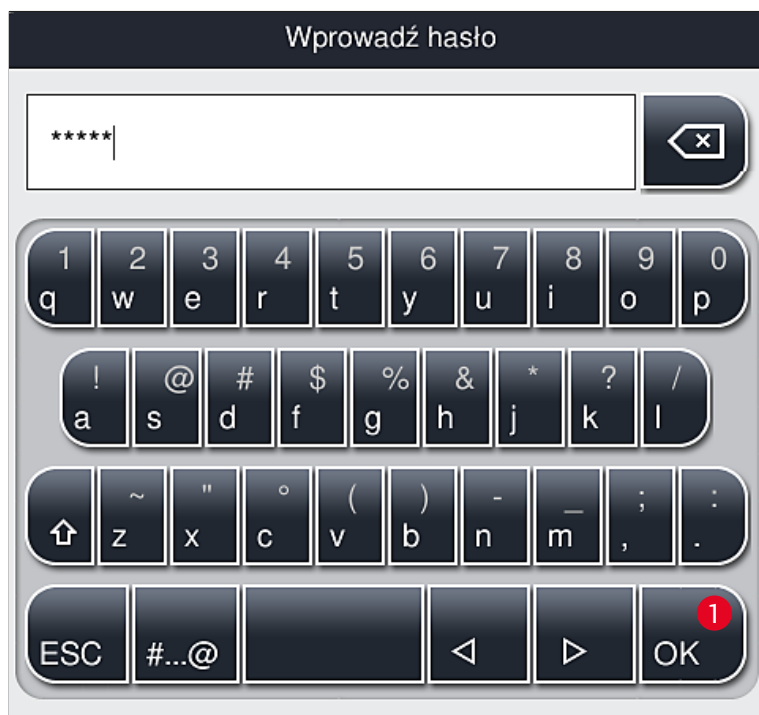 Wprowadź hasło
*****
1 2 3 4 5 6 7 8 9 0
q w e r t y u i o p
! @ # $ % & * ? /
a s d f g h j k l
~ " ° ( ) - _ ; :
z x c v b n m , .
1
ESC #...@ OK